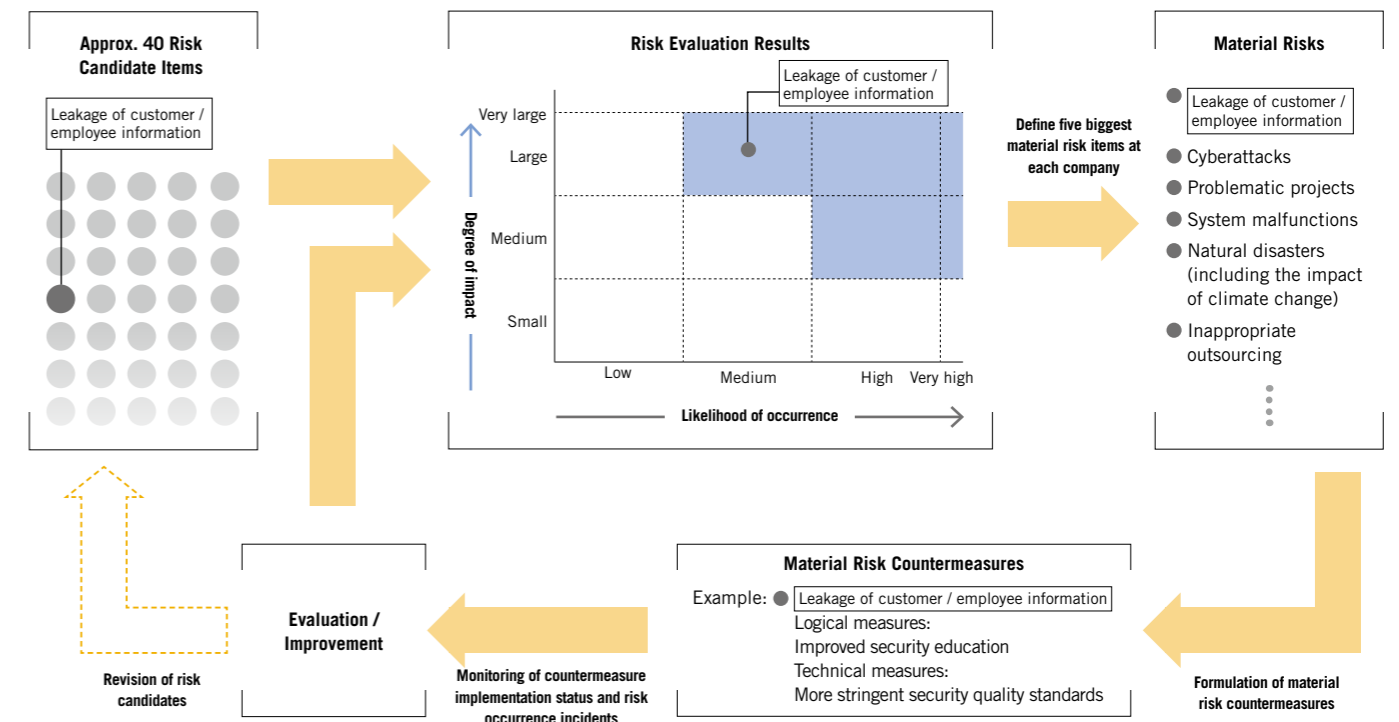 Approx. 40 Risk
Candidate Items
Leakage of customer /
employee information
Risk Evaluation Results
Leakage of customer /
employee information
Very large
Large
Medium
Small
Degree of impact
Low
Medium
High
Very high
Likelihood of occurrence
Define five biggest
material risk items at
each company
Material Risks
Leakage of customer /
employee information
Cyberattacks
Problematic projects
System malfunctions
Natural disasters
(including the impact
of climate change)
Inappropriate
outsourcing
Revision of risk
candidates
Evaluation /
Improvement
Monitoring of countermeasure
implementation status and risk
occurrence incidents
Material Risk Countermeasures
Example: ● Leakage of customer / employee information
Logical measures:
Improved security education
Technical measures:
More stringent security quality standards
Formulation of material
risk countermeasures